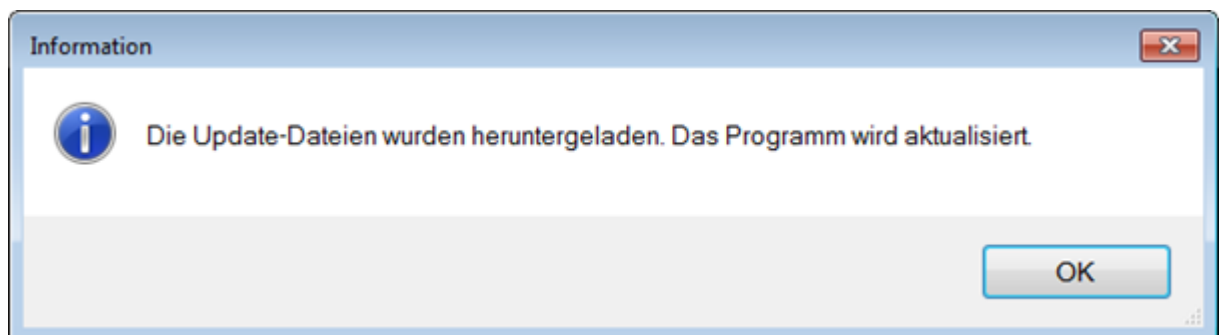 Information
Die Update-Dateien wurden heruntergeladen. Das Programm wird aktualisiert.
OK